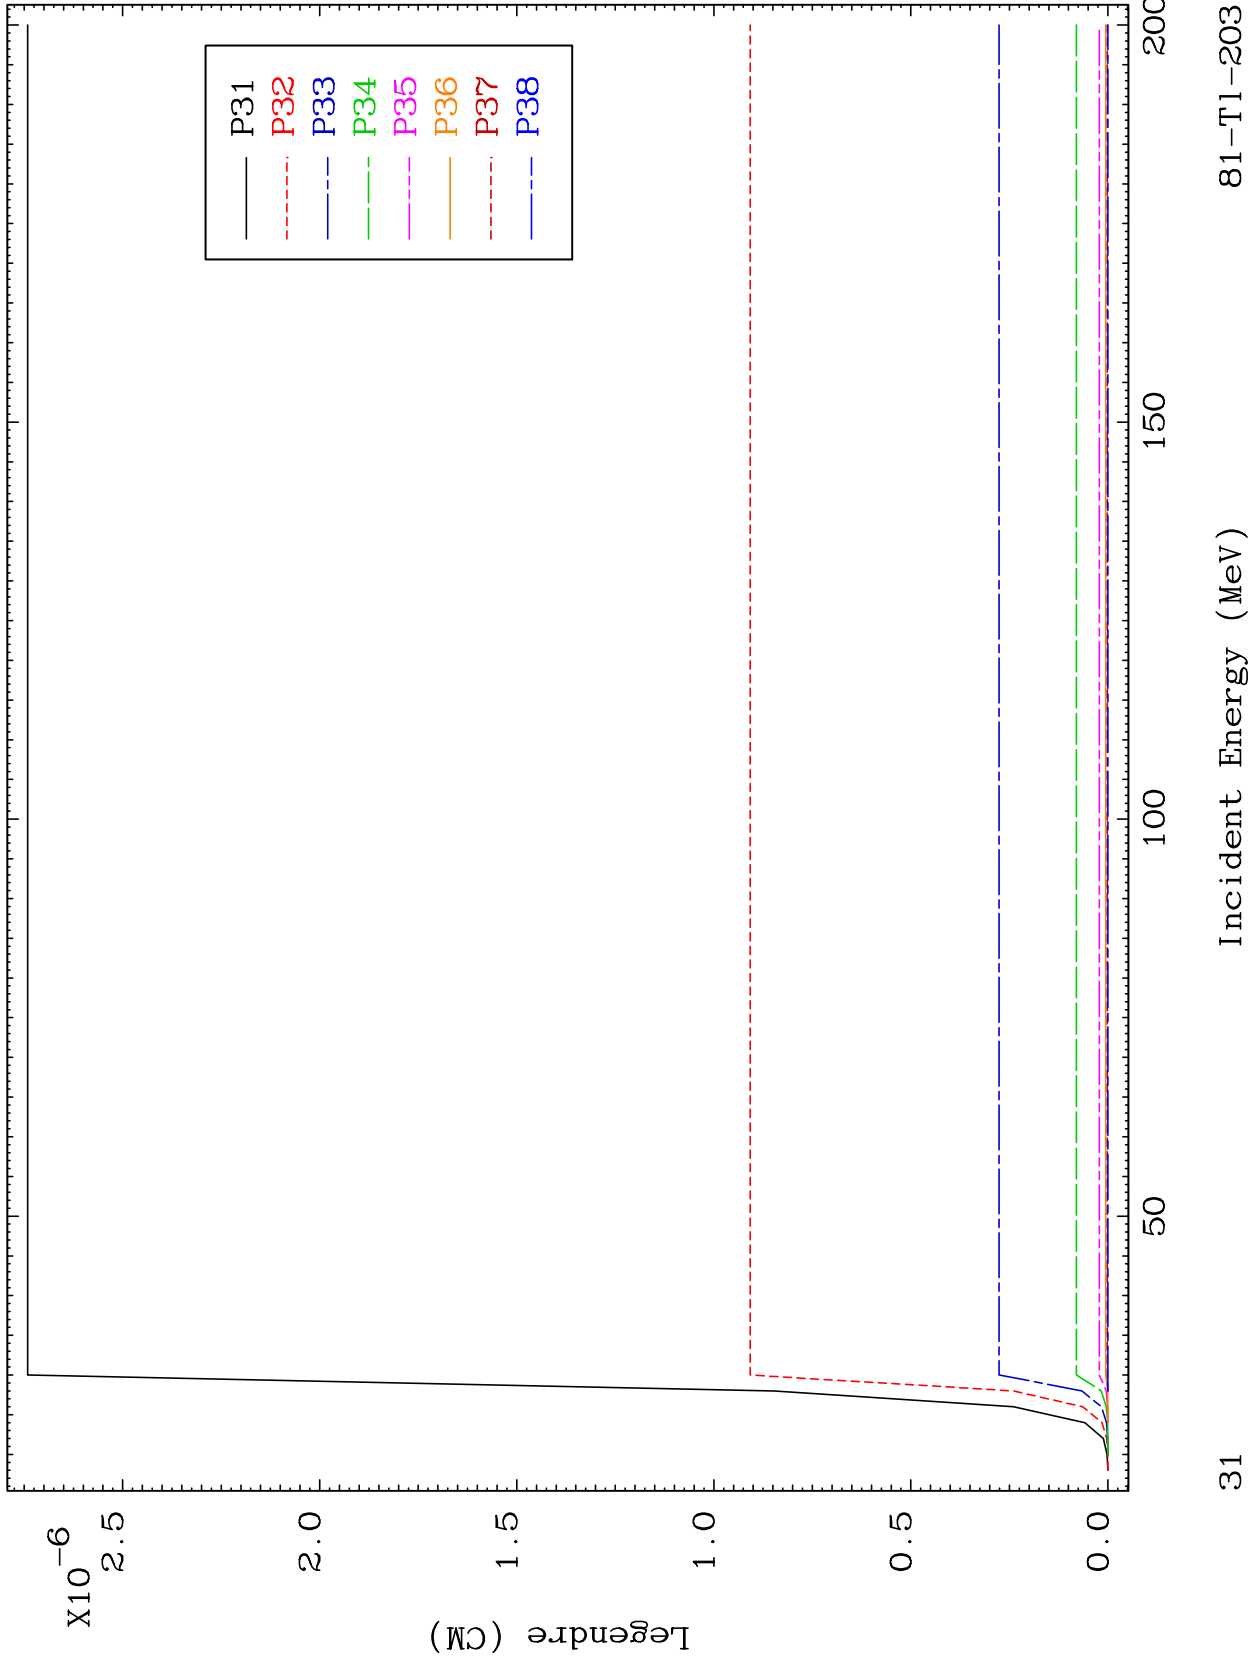 X10-6
2.5
2.0
1.5
1.0
0.5
0.0
Legendre (CM)
P31
P32
P33
P34
P35
P36
P37
P38
50
100
150
200
Incident Energy (MeV)
31
81-Tl-203